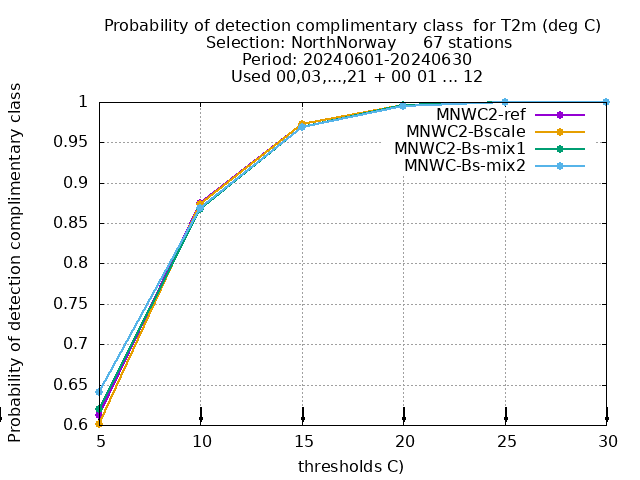 Probability of detection complimentary class  for T2m (deg C)
Selection: NorthNorway     67 stations
Period: 20240601-20240630
Used 00,03,...,21 + 00 01 ... 12
Probability of detection complimentary class
1
0.95
0.9
0.85
0.8
0.75
0.7
0.65
0.6
MNWC2-ref
MNWC2-Bscale
MNWC2-Bs-mix1
MNWC-Bs-mix2
5 10 15 20 25 30
thresholds C)